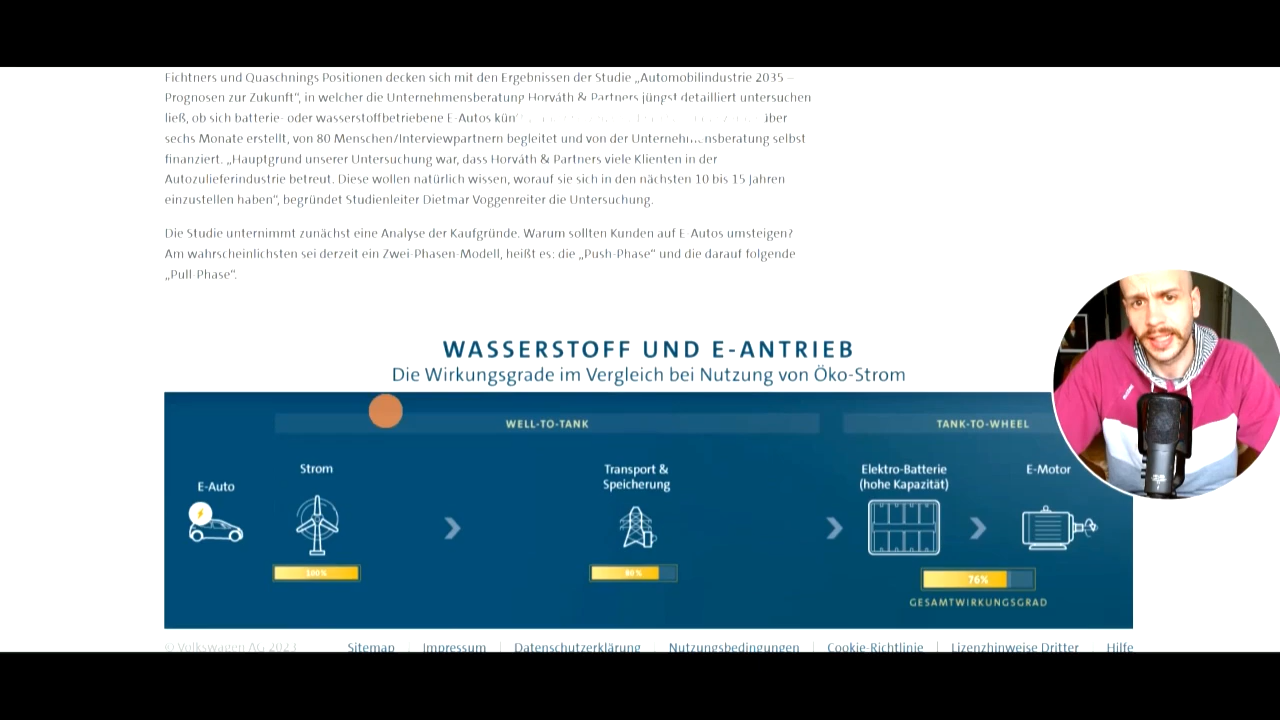 Fichtners und Quaschnings Positionen decken sich mit den Ergebnissen der Studie „Automobilindustrie 2035 –
Prognosen zur Zukunft“, in welcher die Unternehmensberatung Horváth & Partners jüngst detailliert untersuchen
ließ, ob sich batterie- oder wasserstoffbetriebene E-Autos über
sechs Monate erstellt, von 80 Menschen/Interviewpartnern begleitet und von der Unternehmensberatung selbst
finanziert. „Hauptgrund unserer Untersuchung war, dass Horváth & Partners viele Klienten in der
Autozulieferindustrie betreut. Diese wollen natürlich wissen, worauf sie sich in den nächsten 10 bis 15 Jahren
einzustellen haben“, begründet Studienleiter Dietmar Voggenreiter die Untersuchung.
Die Studie unternimmt zunächst eine Analyse der Kaufgründe. Warum sollten Kunden auf E-Autos umsteigen?
Am wahrscheinlichsten sei derzeit ein Zwei-Phasen-Modell, heißt es: die „Push-Phase“ und die darauf folgende
„Pull-Phase“.
WASSERSTOFF UND E-ANTRIEB
Die Wirkungsgrade im Vergleich bei Nutzung von Öko-Strom
WELL-TO-TANK TANK-TO-WHEEL
E-Auto
Strom
100%
Transport &
Speicherung
80%
Elektro-Batterie
(hohe Kapazität)
E-Motor
76%
GESAMTWIRKUNGSGRAD
© Volkswagen AG 2023 Sitemap Impressum Datenschutzerklärung Nutzungsbedingungen Cookie-Richtlinie Lizenzhinweise Dritter Hilfe